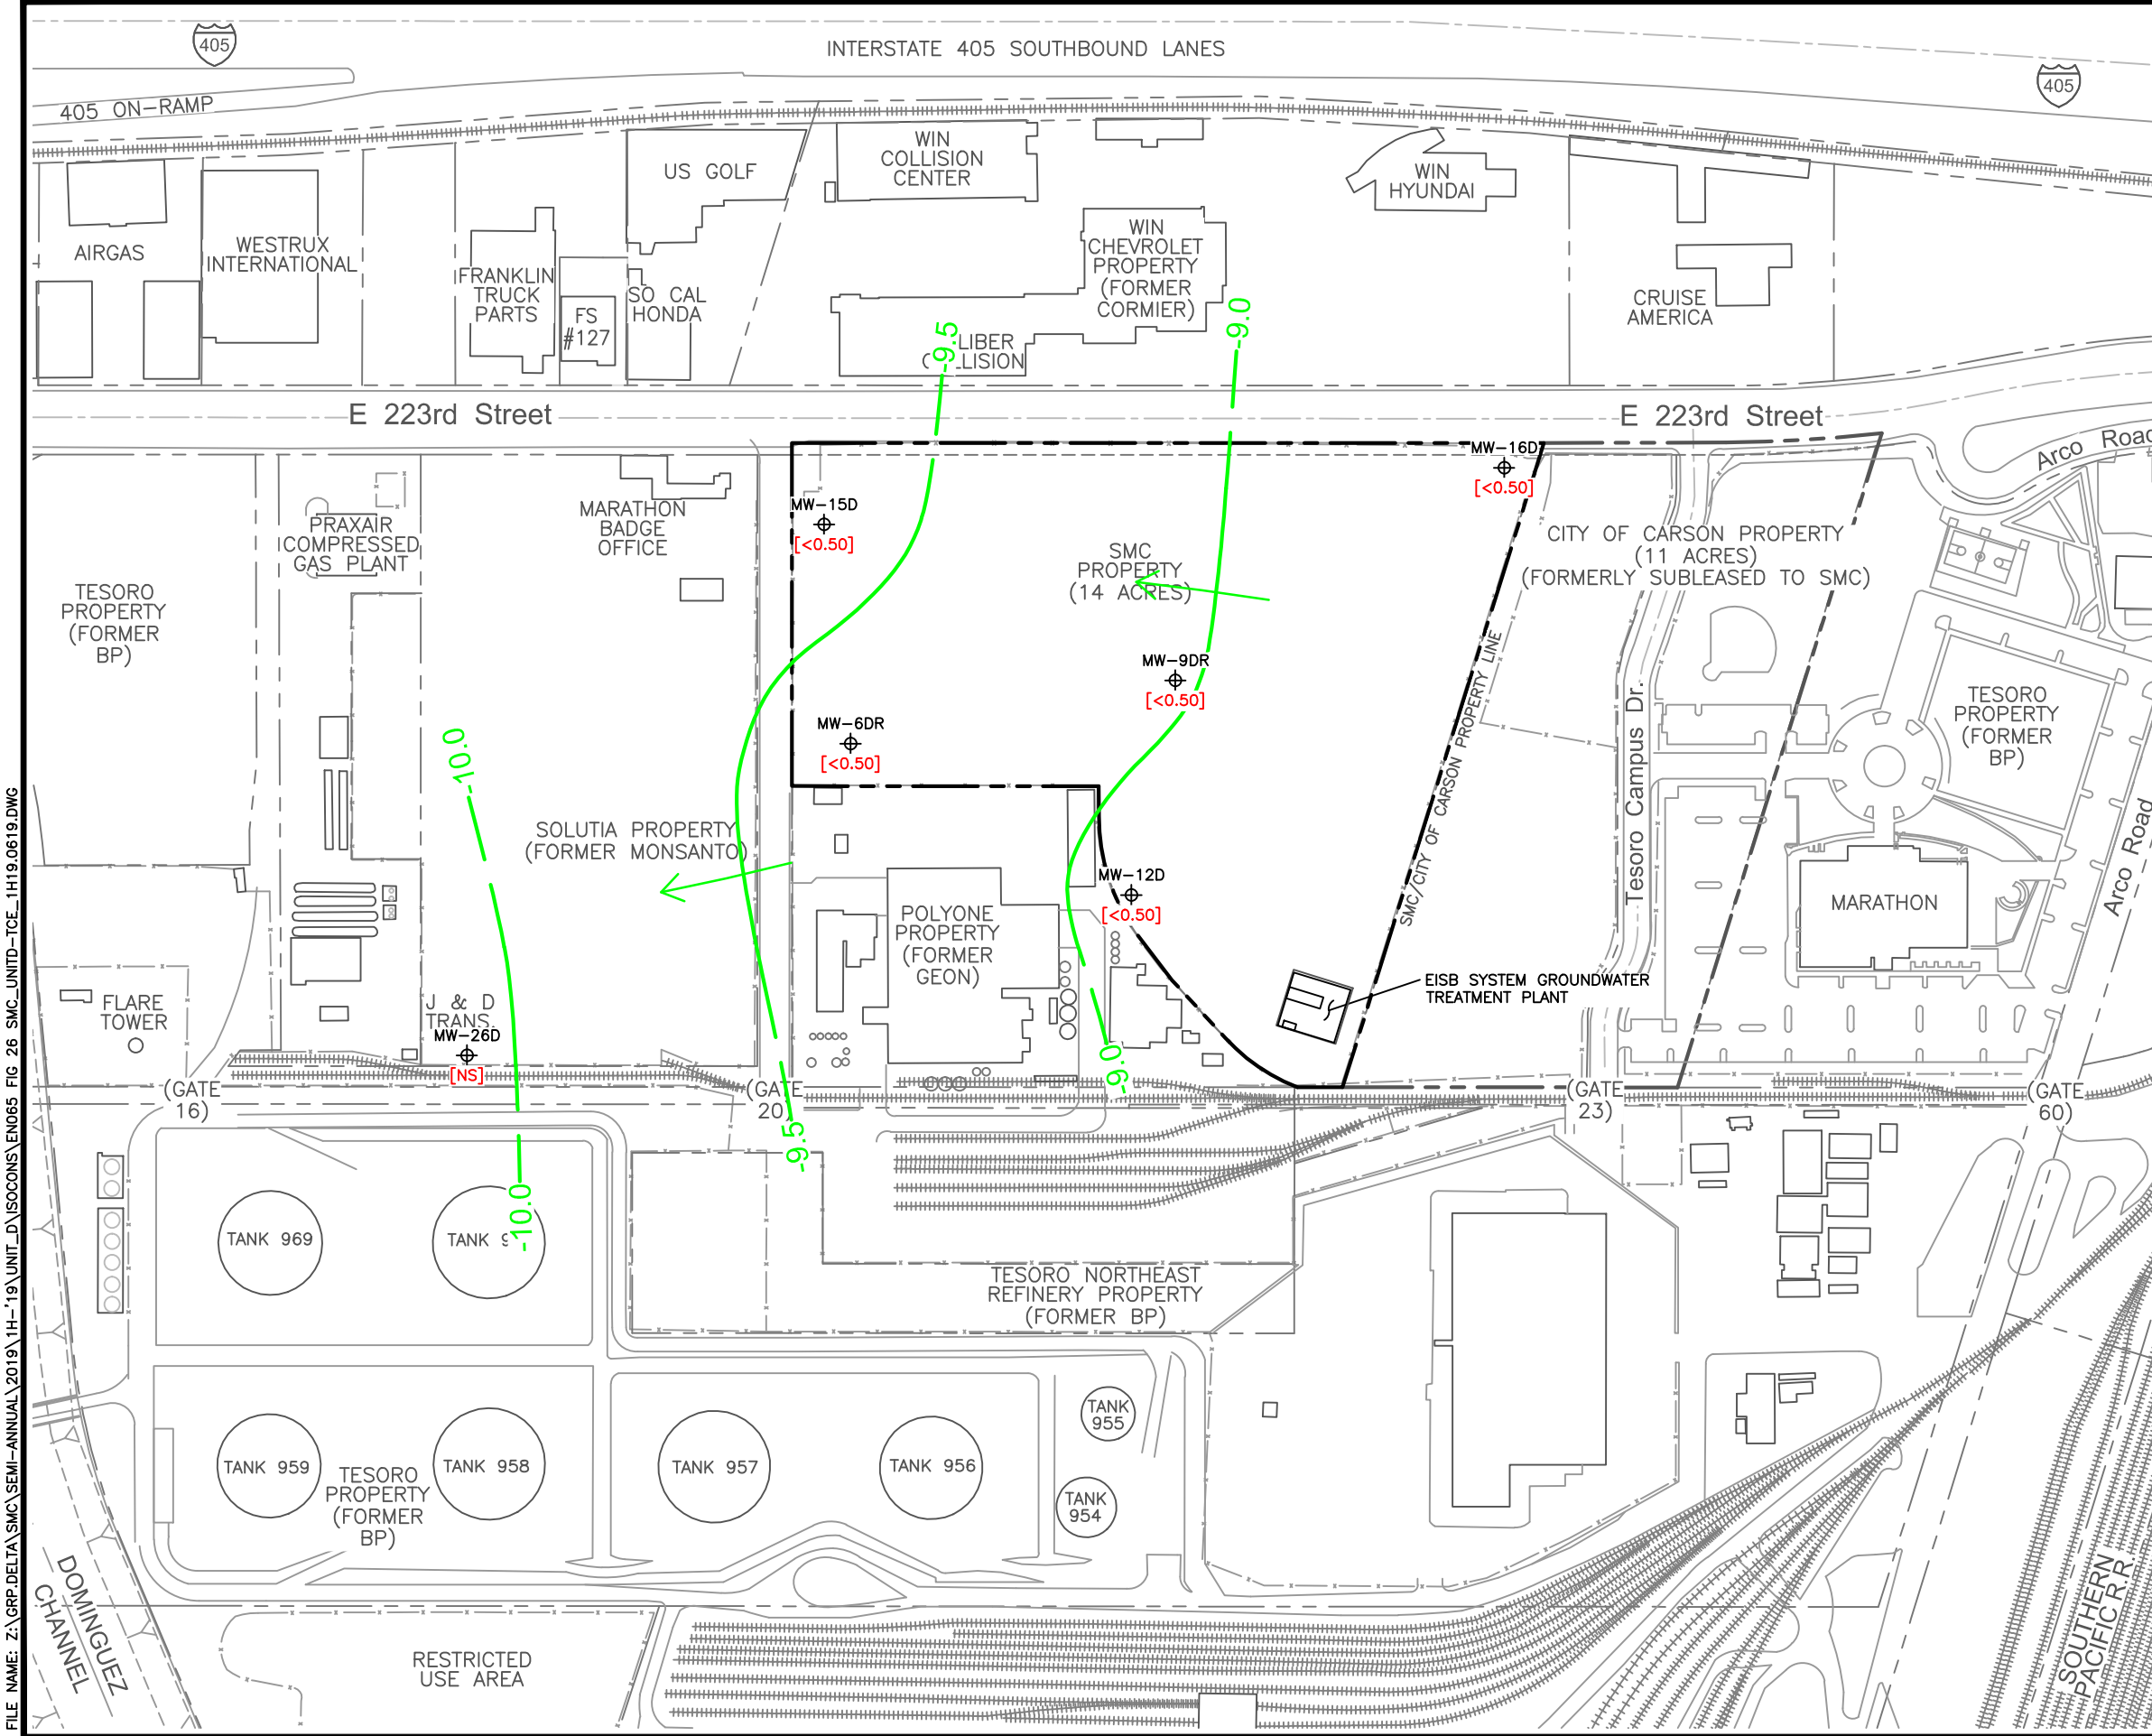 405
INTERSTATE 405 SOUTHBOUND LANES
405
405 ON-RAMP
AIRGAS
WESTRUX
INTERNATIONAL
FRANKLIN
TRUCK
PARTS
FS
#127
US GOLF
SO CAL
HONDA
WIN
COLLISION
CENTER
WIN
CHEVROLET
PROPERTY
(FORMER
CORMIER)
LIBER
LISION
WIN
HYUNDAI
CRUISE
AMERICA
-9.5
-9.0
E 223rd Street
E 223rd Street
Arco Road
TESORO
PROPERTY
(FORMER
BP)
PRAXAIR
COMPRESSED
GAS PLANT
MARATHON
BADGE
OFFICE
MW-15D
[<0.50]
MW-16D
[<0.50]
SMC
PROPERTY
(14 ACRES)
CITY OF CARSON PROPERTY
(11 ACRES)
(FORMERLY SUBLEASED TO SMC)
MW-9DR
[<0.50]
MW-6DR
[<0.50]
SMC/CITY OF CARSON PROPERTY LINE
Tesoro Campus Dr.
TESORO
PROPERTY
(FORMER
BP)
-10.0
SOLUTIA PROPERTY
(FORMER MONSANTO)
MW-12D
[<0.50]
POLYONE
PROPERTY
(FORMER
GEON)
MARATHON
Arco Road
EISB SYSTEM GROUNDWATER
TREATMENT PLANT
FLARE
TOWER
J & D
TRANS.
MW-26D
[NS]
-9.0
(GATE
16)
(GATE
20
(GATE
23)
(GATE
60)
-9.5
-10.0
TANK 969
TANK 9
TESORO NORTHEAST
REFINERY PROPERTY
(FORMER BP)
TANK
955
TANK 959
TANK 958
TANK 957
TANK 956
TANK
954
TESORO
PROPERTY
(FORMER
BP)
DOMINGUEZ
CHANNEL
RESTRICTED
USE AREA
SOUTHERN
PACIFIC R.R.
FILE NAME: Z:\GRP.DELTA\SMC\SEMI-ANNUAL\2019\1H-'19\UNIT_D\ISOCONS\EN065 FIG 26 SMC_UNITD-TCE_1H19.0619.DWG